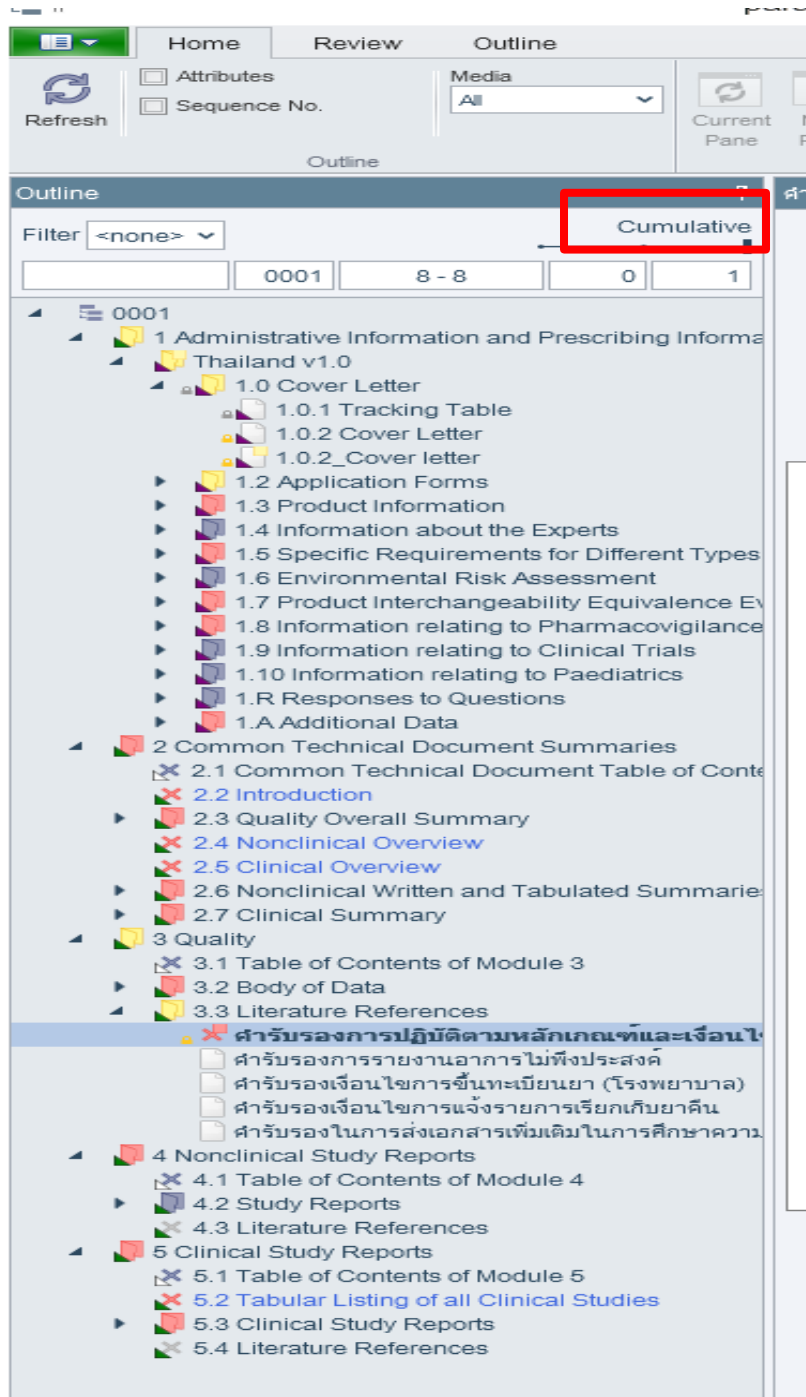 Home Review Outline
Attributes
Media
Sequence No.
All
Refresh
Current
Pane
Outline
Outline
Cumulative
Filter <none>
0001 8 - 8 0 1
0001
1 Administrative Information and Prescribing Informa
Thailand v1.0
1.0 Cover Letter
1.0.1 Tracking Table
1.0.2 Cover Letter
1.0.2_Cover letter
1.2 Application Forms
1.3 Product Information
1.4 Information about the Experts
1.5 Specific Requirements for Different Types
1.6 Environmental Risk Assessment
1.7 Product Interchangeability Equivalence Ev
1.8 Information relating to Pharmacovigilance
1.9 Information relating to Clinical Trials
1.10 Information relating to Paediatrics
1.R Responses to Questions
1.A Additional Data
2 Common Technical Document Summaries
2.1 Common Technical Document Table of Conte
2.2 Introduction
2.3 Quality Overall Summary
2.4 Nonclinical Overview
2.5 Clinical Overview
2.6 Nonclinical Written and Tabulated Summarie
2.7 Clinical Summary
3 Quality
3.1 Table of Contents of Module 3
3.2 Body of Data
3.3 Literature References
คำรับรองการปฏิบัติตามหลักเกณฑ์และเงื่อนไข
คำรับรองการรายงานอาการไม่พึงประสงค์
คำรับรองเงื่อนไขการขึ้นทะเบียนยา (โรงพยาบาล)
คำรับรองเงื่อนไขการแจ้งรายการเรียกเก็บยาคืน
คำรับรองในการส่งเอกสารเพิ่มเติมในการศึกษาความ
4 Nonclinical Study Reports
4.1 Table of Contents of Module 4
4.2 Study Reports
4.3 Literature References
5 Clinical Study Reports
5.1 Table of Contents of Module 5
5.2 Tabular Listing of all Clinical Studies
5.3 Clinical Study Reports
5.4 Literature References